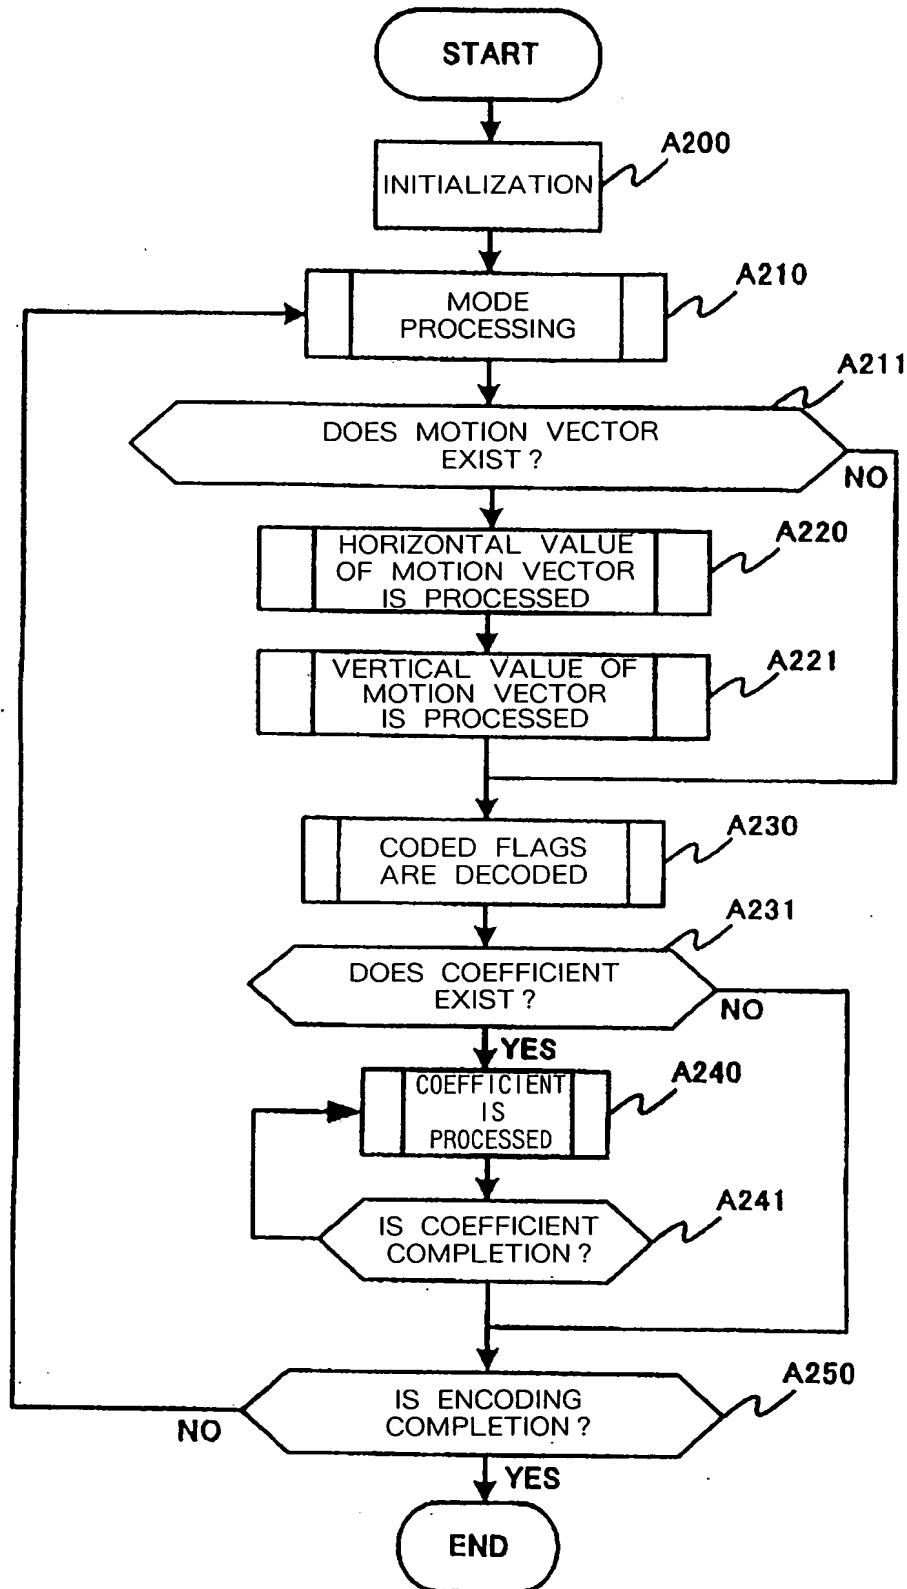 START
A200
INITIALIZATION
A210
MODE
PROCESSING
A211
DOES MOTION VECTOR
EXIST?
NO
A220
HORIZONTAL VALUE
OF MOTION VECTOR
IS PROCESSED
A221
VERTICAL VALUE OF
MOTION VECTOR
IS PROCESSED
A230
CODED FLAGS
ARE DECODED
A231
DOES COEFFICIENT
EXIST?
NO
YES
A240
COEFFICIENT
IS
PROCESSED
A241
IS COEFFICIENT
COMPLETION?
A250
IS ENCODING
COMPLETION?
NO
YES
END